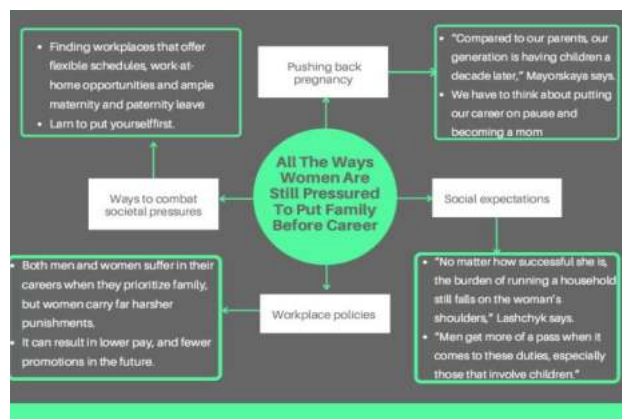 Finding workplaces that offer
flexible schedules, work-at-
home opportunities and ample
maternity and paternity leave
Larn to put yourselffirst.
Pushing back
pregnancy
"Compared to our parents, our
generation is having children a
decade later," Mayorskaya says.
We have to think about putting
our career on pause and
becoming a mom
All The Ways
Women Are
Still Pressured
To Put Family
Before Career
Ways to combat
societal pressures
Social expectations
Both men and women suffer in their
careers when they prioritize family,
but women carry far harsher
punishments.
It can result in lower pay, and fewer
promotions in the future.
Workplace policies
"No matter how successful she is,
the burden of running a household
still falls on the woman's
shoulders," Lashchyk says.
"Men get more of a pass when it
comes to these duties, especially
those that involve children."